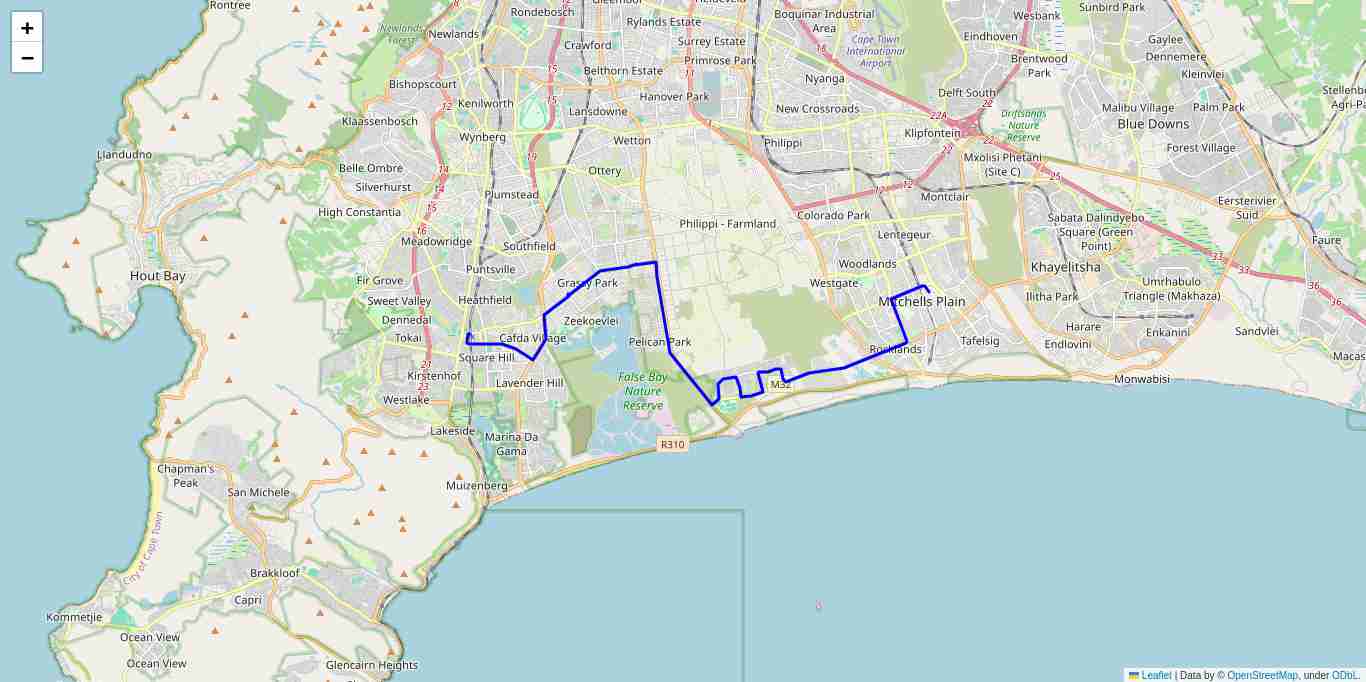 +
−
Rontree
Newlands
Newlands
Forest
Rondebosch
Rylands Estate
Crawford
Surrey Estate
Primrose Park
Boquinar Industrial
Area
Cape Town
International
Airport
Wesbank
Sunbird Park
Eindhoven
Brentwood
Park
Gaylee
Dennemere
Kleinvlei
Bishopscourt
Belthorn Estate
Hanover Park
Nyanga
Delft South
Kenilworth
Lansdowne
New Crossroads
Malibu Village
Blue Downs
Palm Park
Klaassenbosch
Wynberg
Wetton
Philippi
Klipfontein
Driftsands
Nature
Reserve
Forest Village
Llandudno
Belle Ombre
Ottery
Mxolisi Phetani
(Site C)
Silverhurst
Plumstead
Montclair
Eersterivier
Suid
High Constantia
Philippi - Farmland
Colorado Park
Sabata Dalindyebo
Square (Green
Point)
Meadowridge
Southfield
Lentegeur
Faure
Hout Bay
Puntsville
Woodlands
Khayelitsha
Fir Grove
Grassy Park
Westgate
Umrhabulo
Triangle (Makhaza)
Sweet Valley
Heathfield
Mitchells Plain
Ilitha Park
Dennedal
Zeekoevlei
Harare
Enkanini
Sandvlei
Tokai
Cafda Village
Pelican Park
Tafelsig
Endlovini
Square Hill
Rocklands
Kirstenhof
Lavender Hill
False Bay
Nature
Reserve
M32
Monwabisi
Westlake
Lakeside
Marina Da
Gama
R310
Chapman's
Peak
San Michele
Muizenberg
City of Cape Town
Brakkloof
Capri
Kommetjie
Ocean View
Ocean View
Glencairn Heights
Leaflet | Data by © OpenStreetMap, under ODbL.